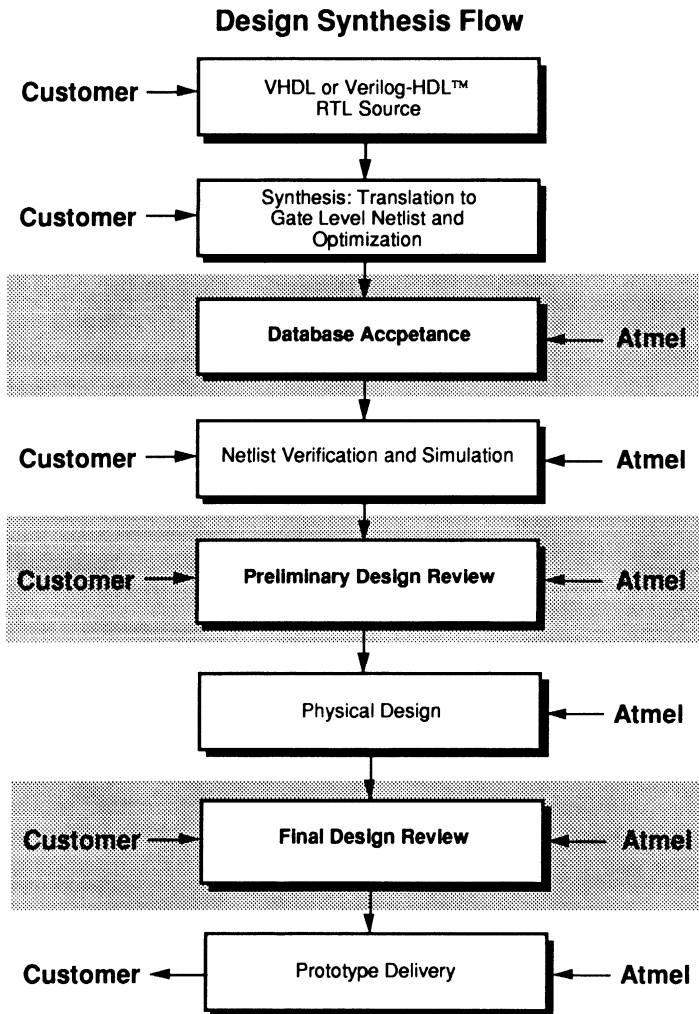 Design Synthesis Flow
Customer
VHDL or Verilog-HDL™
RTL Source
Customer
Synthesis: Translation to
Gate Level Netlist and
Optimization
Database Accpetance
Atmel
Customer
Netlist Verification and Simulation
Atmel
Customer
Preliminary Design Review
Atmel
Physical Design
Atmel
Customer
Final Design Review
Atmel
Customer
Prototype Delivery
Atmel